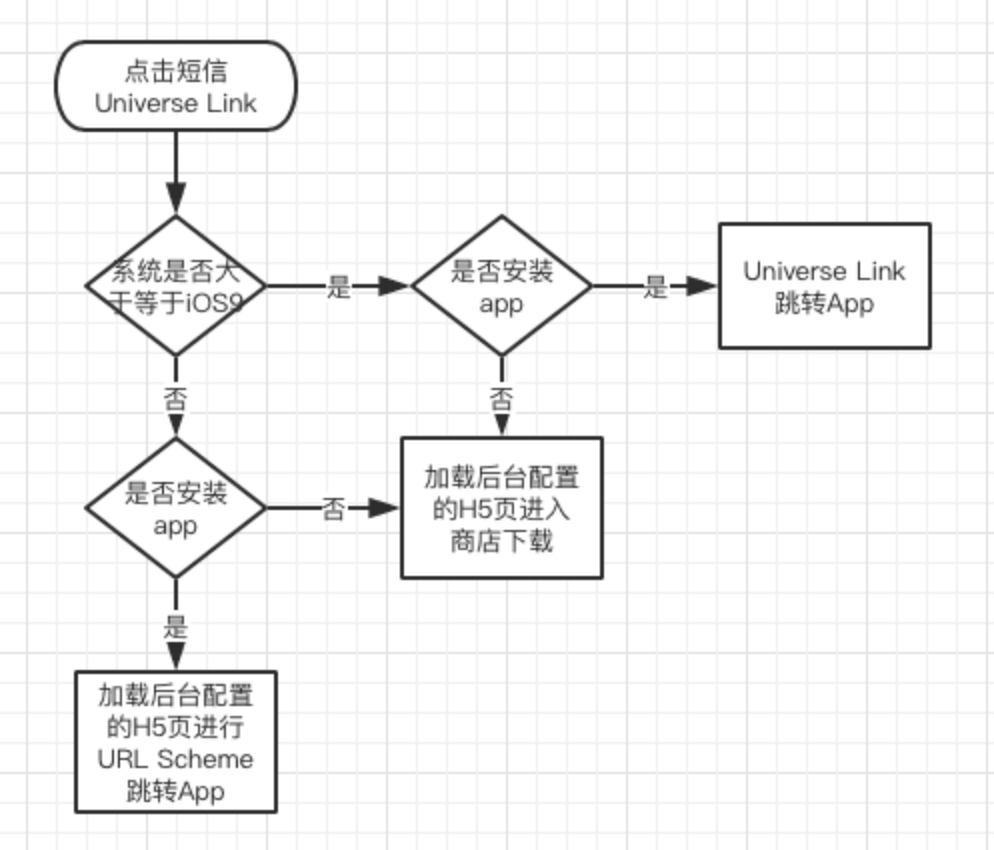 点击短信
Universe Link
系统是否大
于等于iOS9
是
是否安装
app
是
Universe Link
跳转App
否
否
是否安装
app
否
加载后台配置
的H5页进入
商店下载
是
加载后台配置
的H5页进行
URL Scheme
跳转App